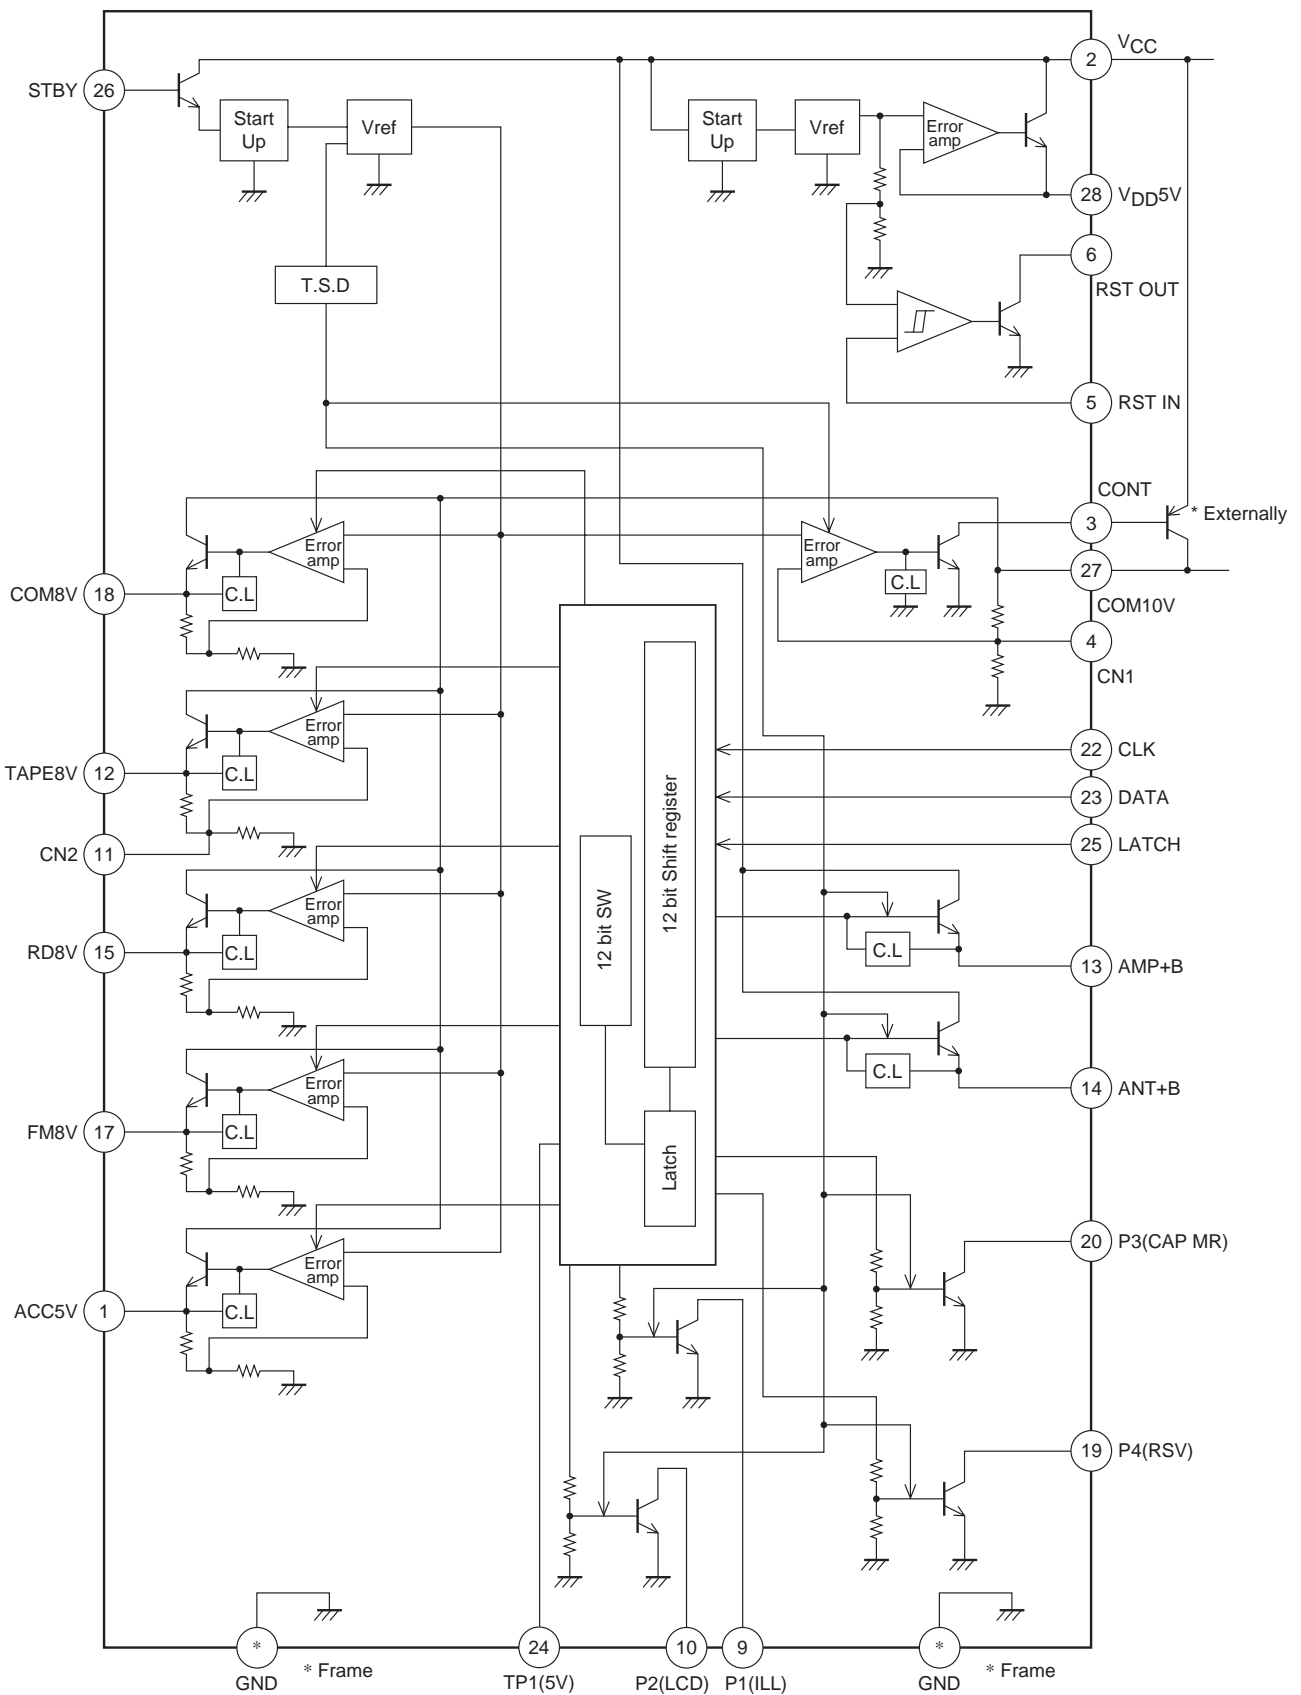 VCC
2
STBY
26
Start
Up
Vref
Start
Up
Vref
Error
amp
28
VDD5V
6
RST OUT
T.S.D
5
RST IN
CONT
3
* Externally
Error
amp
Error
amp
C.L
C.L
27
COM10V
COM8V
18
4
CN1
Error
amp
C.L
TAPE8V
12
22
CLK
23
DATA
25
LATCH
CN2
11
12 bit SW
12 bit Shift register
Latch
Error
amp
C.L
RD8V
15
C.L
13
AMP+B
Error
amp
C.L
C.L
14
ANT+B
FM8V
17
20
P3(CAP MR)
Error
amp
C.L
ACC5V
1
19
P4(RSV)
*
GND
* Frame
24
TP1(5V)
10
P2(LCD)
9
P1(ILL)
*
GND
* Frame